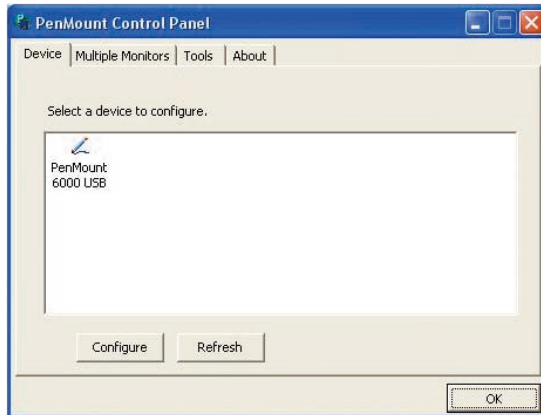 PenMount Control Panel
Device Multiple Monitors Tools About
Select a device to configure.
PenMount
6000 USB
Configure Refresh
OK